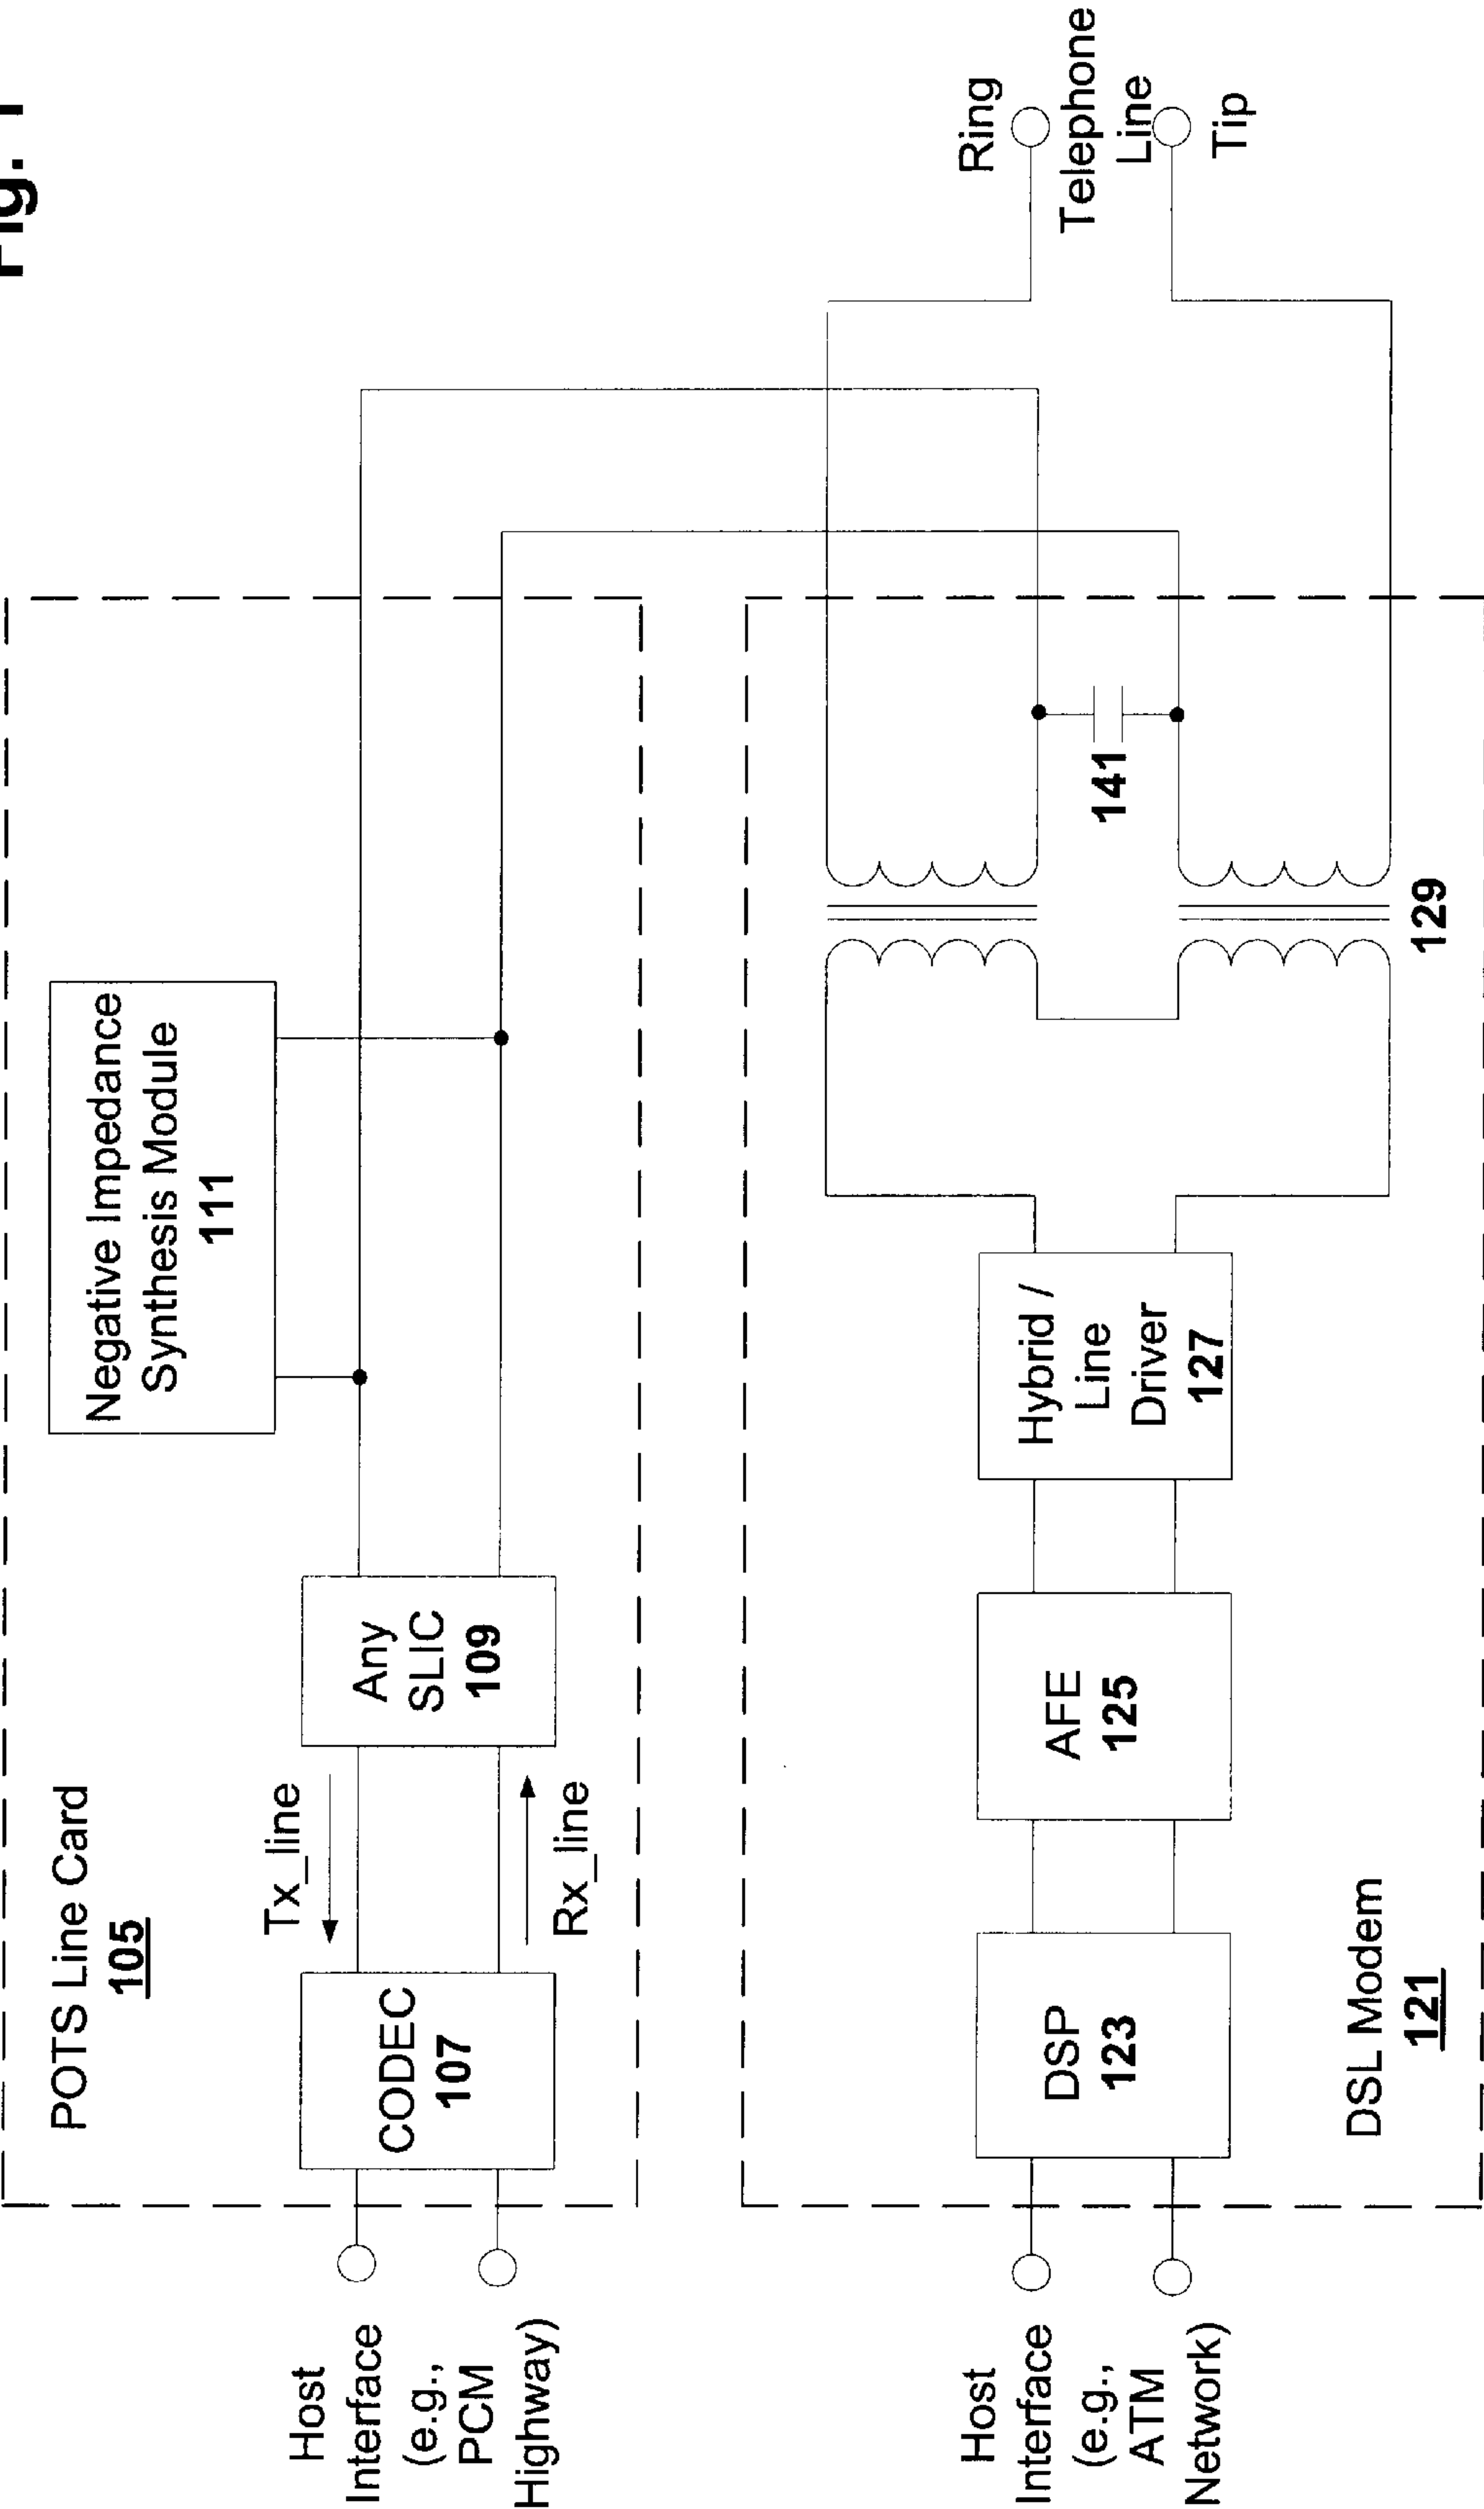 Fig. 1
POTS Line Card
105
Negative Impedance
Synthesis Module
111
Host
Interface
(e.g.,
PCM
Highway)
CODEC
107
Tx_line
Rx_line
Any
SLIC
109
Host
Interface
(e.g.,
ATM
Network)
DSP
123
AFE
125
Hybrid /
Line
Driver
127
129
141
Ring
Telephone
Line
Tip
DSL Modem
121